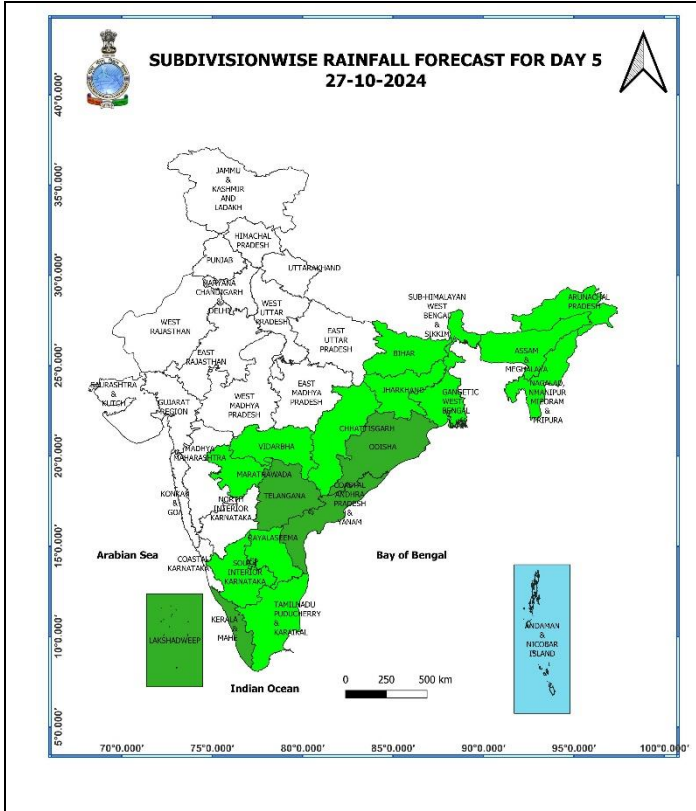 SUBDIVISIONWISE RAINFALL FORECAST FOR DAY 5
27-10-2024
40°0.000'
35°0.000'
30°0.000'
25°0.000'
20°0.000'
15°0.000'
10°0.000'
5°0.000'
JAMMU
&
KASHMIR
AND
LADAKH
HIMACHAL
PRADESH
PUNJAB
UTTARAKHAND
HARYANA
CHANDIGARH
&
DELHI
WEST
UTTAR
PRADESH
WEST
RAJASTHAN
EAST
RAJASTHAN
EAST
UTTAR
PRADESH
SUB-HIMALAYAN
WEST
BENGAL
&
SIKKIM
ARUNACHAL
PRADESH
ASSAM
&
MEGHALAYA
NAGALAD,
MANIPUR
MIZORAM
&
TRIPURA
BIHAR
JHARKHAND
GANGETIC
WEST
BENGAL
SAURASHTRA
&
KUTCH
GUJARAT
REGION
WEST
MADHYA
PRADESH
EAST
MADHYA
PRADESH
CHHATTISGARH
ODISHA
VIDARBHA
MADHYA
MAHARASHTRA
MARATHWADA
TELANGANA
COASTAL
ANDHRA
PRADESH
&
YANAM
KONKAN
&
GOA
NORTH
INTERIOR
KARNATAKA
RAYALASEEMA
Arabian Sea
Bay of Bengal
COASTAL
KARNATAKA
SOUTH
INTERIOR
KARNATAKA
TAMILNADU
PUDUCHERRY
&
KARAIKAL
KERALA
&
MAHE
LAKSHADWEEP
ANDAMAN
&
NICOBAR
ISLAND
Indian Ocean
0 250 500 km
70°0.000' 75°0.000' 80°0.000' 85°0.000' 90°0.000' 95°0.000' 100°0.000'